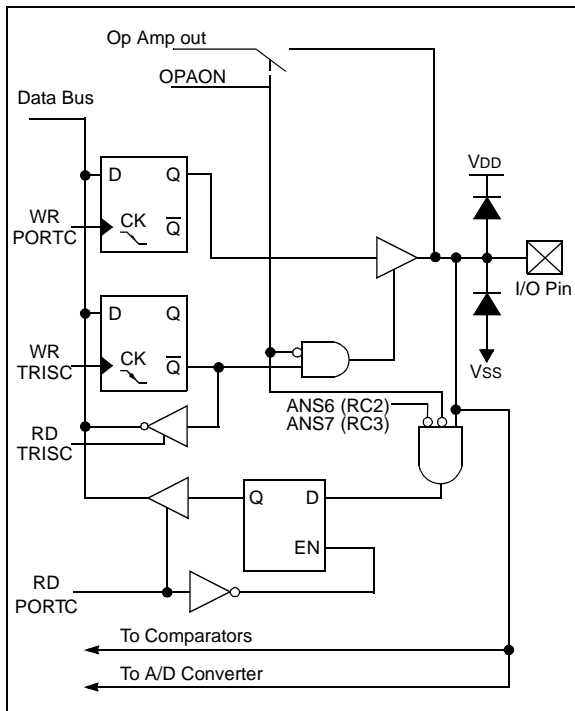 Op Amp out
OPAON
Data Bus
VDD
D Q
WR
PORTC
CK
Q
I/O Pin
D Q
WR
TRISC
CK
Q
VSS
ANS6 (RC2)
ANS7 (RC3)
RD
TRISC
Q D
EN
RD
PORTC
To Comparators
To A/D Converter